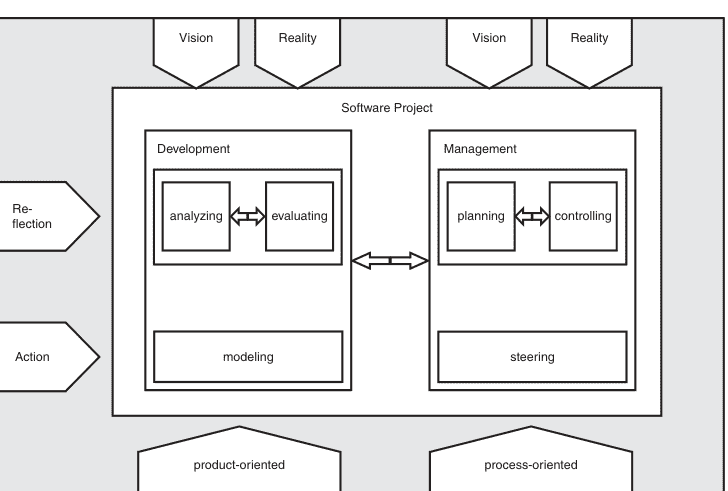 Vision
Reality
Vision
Reality
Software Project
Development
Management
Re-
flection
analyzing
evaluating
planning
controlling
Action
modeling
steering
product-oriented
process-oriented